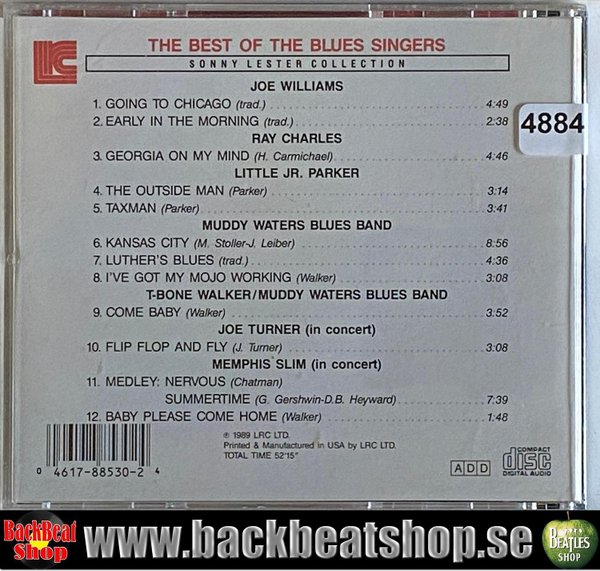 LRC
THE BEST OF THE BLUES SINGERS
SONNY LESTER COLLECTION
JOE WILLIAMS
1. GOING TO CHICAGO (trad.) 4:49
2. EARLY IN THE MORNING (trad.) 2:38
4884
RAY CHARLES
3. GEORGIA ON MY MIND (H. Carmichael) 4:46
LITTLE JR. PARKER
4. THE OUTSIDE MAN (Parker) 3:14
5. TAXMAN (Parker) 3:41
MUDDY WATERS BLUES BAND
6. KANSAS CITY (M. Stoller-J. Leiber) 8:56
7. LUTHER'S BLUES (trad.) 4:36
8. I'VE GOT MY MOJO WORKING (Walker) 3:08
T-BONE WALKER/MUDDY WATERS BLUES BAND
9. COME BABY (Walker) 3:52
JOE TURNER (in concert)
10. FLIP FLOP AND FLY (J. Turner) 3:08
MEMPHIS SLIM (in concert)
11. MEDLEY: NERVOUS (Chatman)
SUMMERTIME (G. Gershwin-D.B. Heyward) 7:39
12. BABY PLEASE COME HOME (Walker) 1:48
℗ 1989 LRC LTD.
Printed & Manufactured in USA by LRC LTD.
TOTAL TIME 52'15"
0 4617-88530-2 4
ADD
COMPACT
disc
DIGITAL AUDIO
BackBeat
Shop
www.backbeatshop.se
BEATLES
SHOP